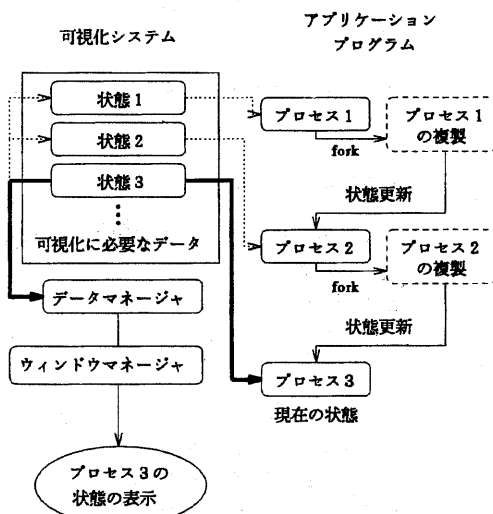 可視化システム
状態1
状態2
状態3
可視化に必要なデータ
データマネージャ
ウィンドウマネージャ
プロセス3の
状態の表示
アプリケーション
プログラム
プロセス1
fork
プロセス1
の複製
状態更新
プロセス2
fork
プロセス2
の複製
状態更新
プロセス3
現在の状態